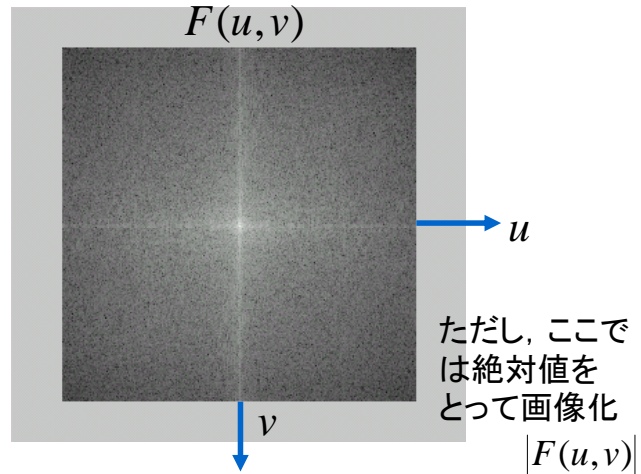 F(u,v)
u
ただし, ここで
は絶対値を
とって画像化
v
|F(u,v)|